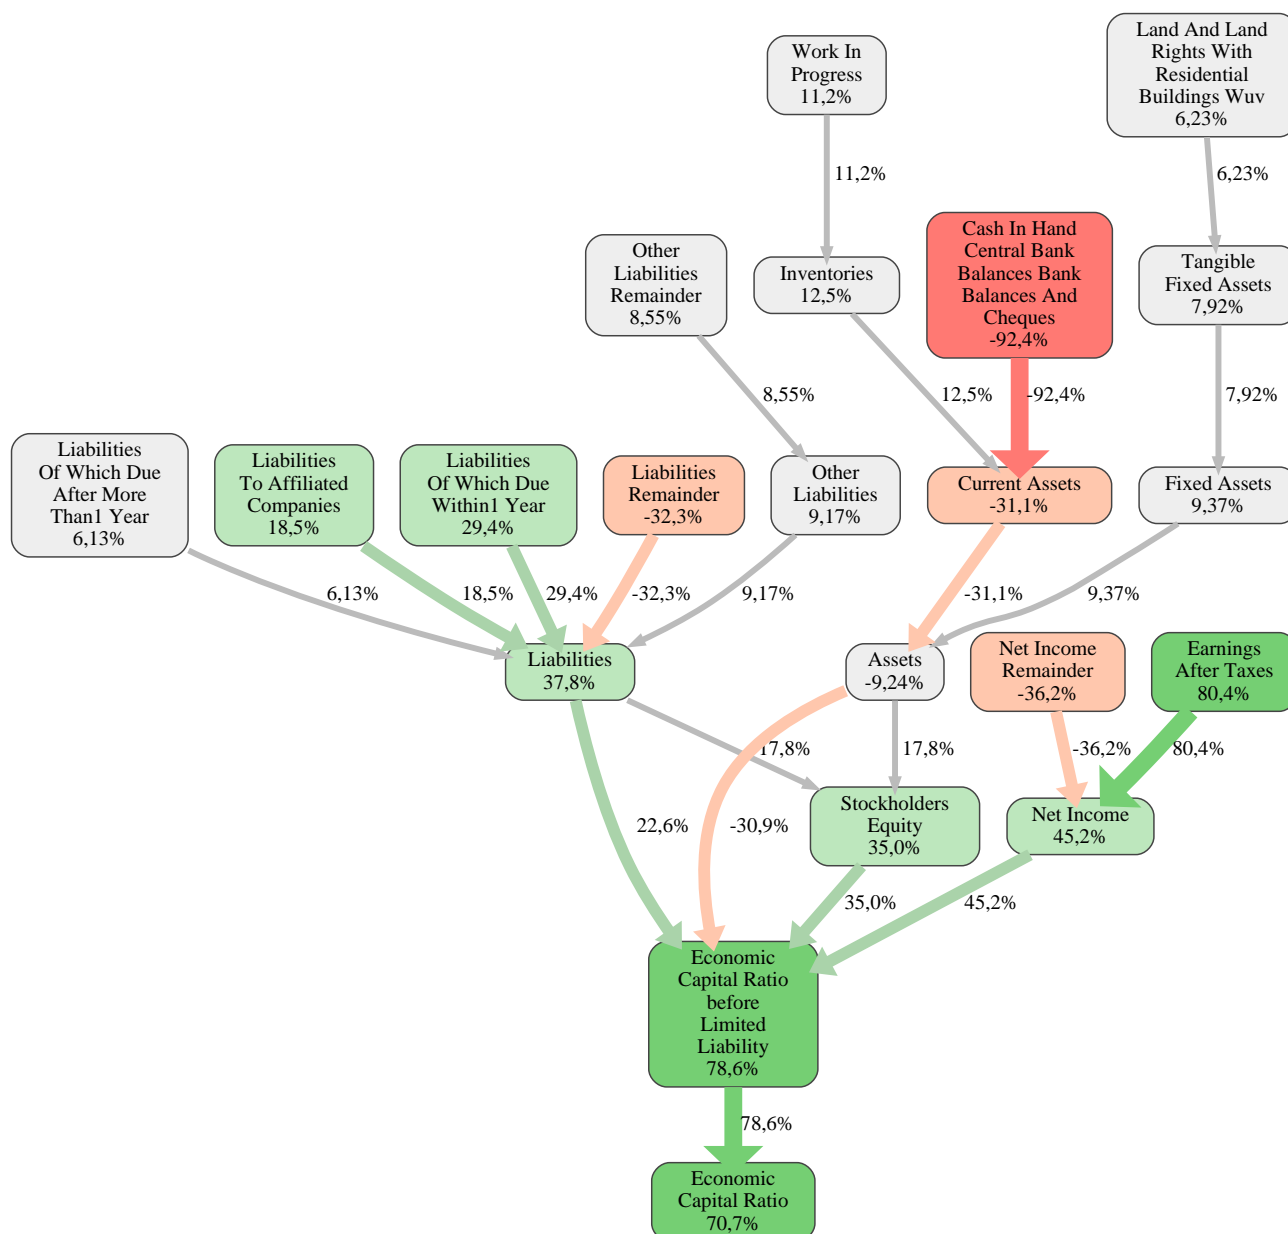 Land And Land
Rights With
Residential
Buildings Wuv
6,23%
Work In
Progress
11,2%
11,2%
6,23%
Cash In Hand
Central Bank
Balances Bank
Balances And
Cheques
-92,4%
Other
Liabilities
Remainder
8,55%
Inventories
12,5%
Tangible
Fixed Assets
7,92%
8,55%
12,5%
-92,4%
7,92%
Liabilities
Of Which Due
After More
Than1 Year
6,13%
Liabilities
To Affiliated
Companies
18,5%
Liabilities
Of Which Due
Within1 Year
29,4%
Liabilities
Remainder
-32,3%
Other
Liabilities
9,17%
Current Assets
-31,1%
Fixed Assets
9,37%
6,13%
18,5%
29,4%
-32,3%
9,17%
-31,1%
9,37%
Liabilities
37,8%
Assets
-9,24%
Net Income
Remainder
-36,2%
Earnings
After Taxes
80,4%
17,8%
17,8%
-36,2%
80,4%
22,6%
-30,9%
Stockholders
Equity
35,0%
Net Income
45,2%
35,0%
45,2%
Economic
Capital Ratio
before
Limited
Liability
78,6%
78,6%
Economic
Capital Ratio
70,7%